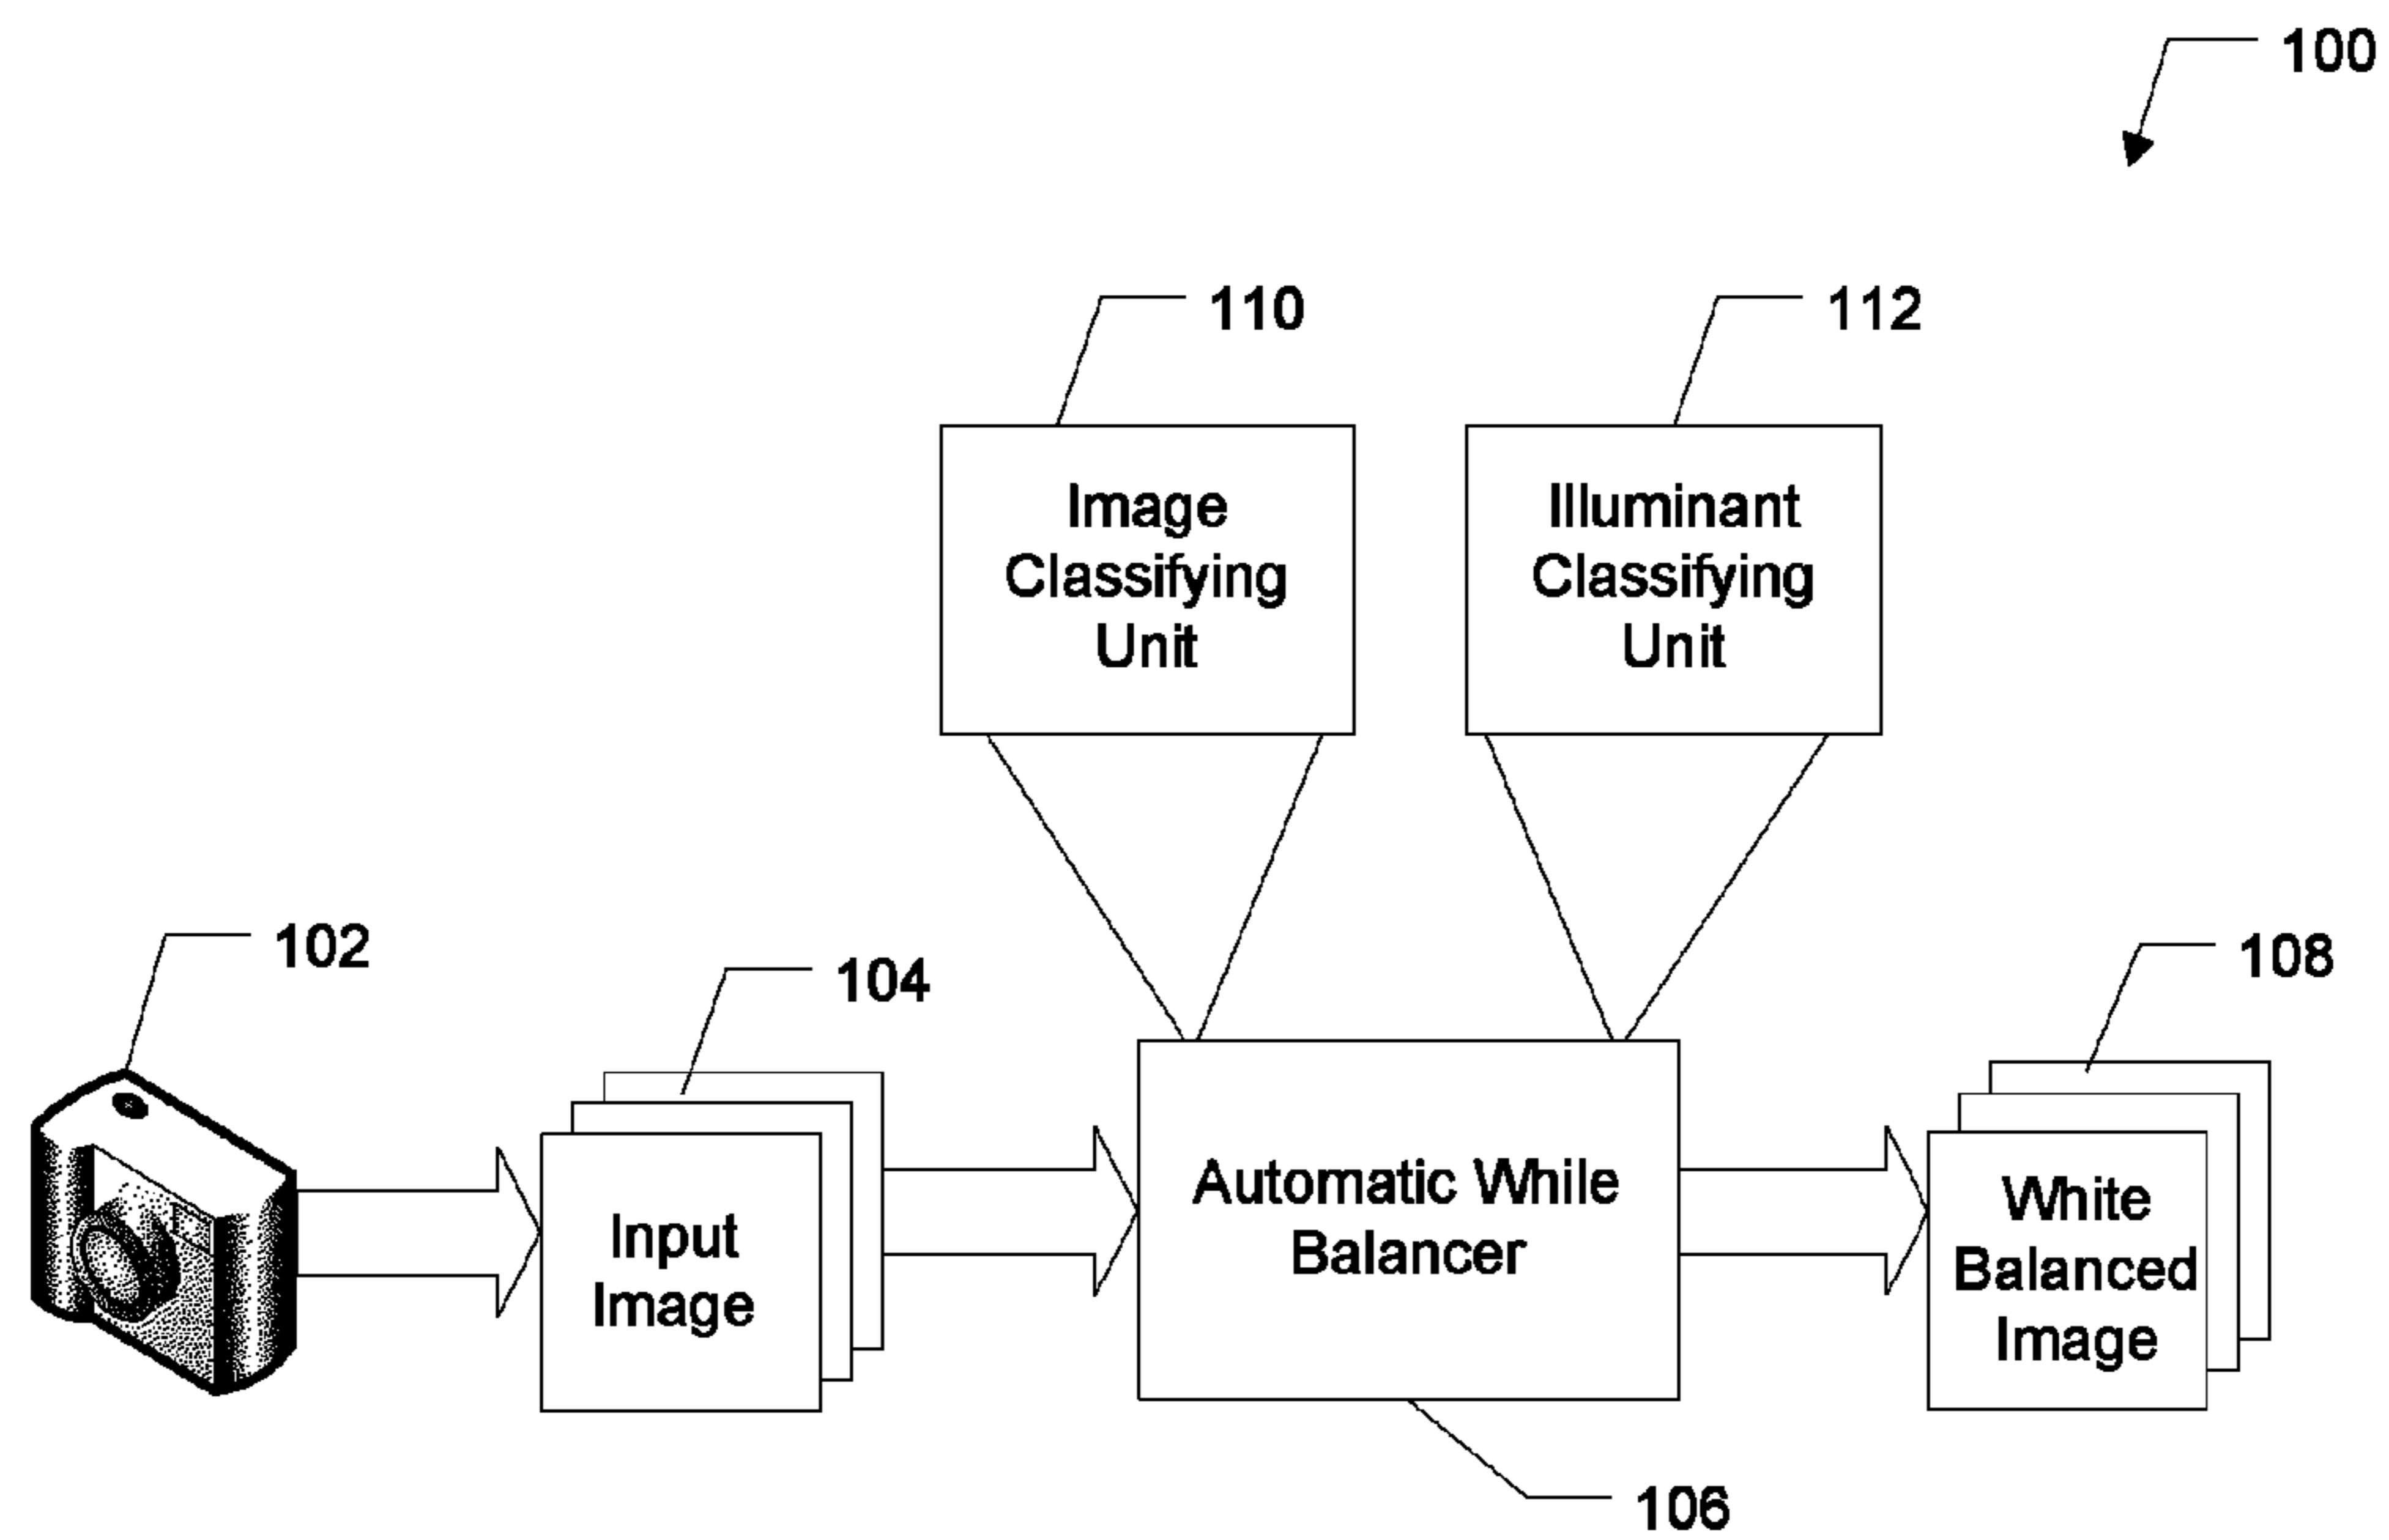 100
110
112
Image
Classifying
Unit
Illuminant
Classifying
Unit
102
104
108
Input
Image
Automatic While
Balancer
White
Balanced
Image
106